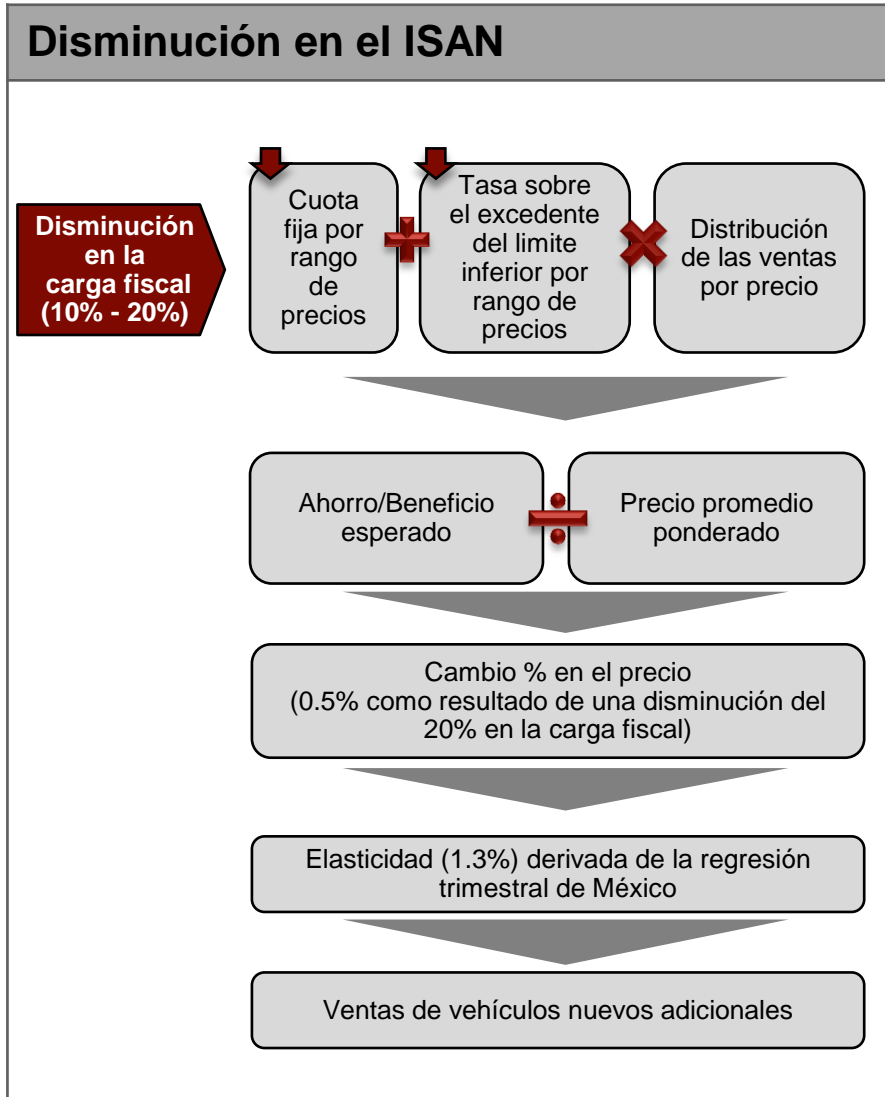 Disminución en el ISAN
Disminución
en la
carga fiscal
(10% - 20%)
Cuota
fija por
rango
de
precios
Tasa sobre
el excedente
del limite
inferior por
rango de
precios
Distribución
de las ventas
por precio
Ahorro/Beneficio
esperado
Precio promedio
ponderado
Cambio % en el precio
(0.5% como resultado de una disminución del
20% en la carga fiscal)
Elasticidad (1.3%) derivada de la regresión
trimestral de México
Ventas de vehículos nuevos adicionales